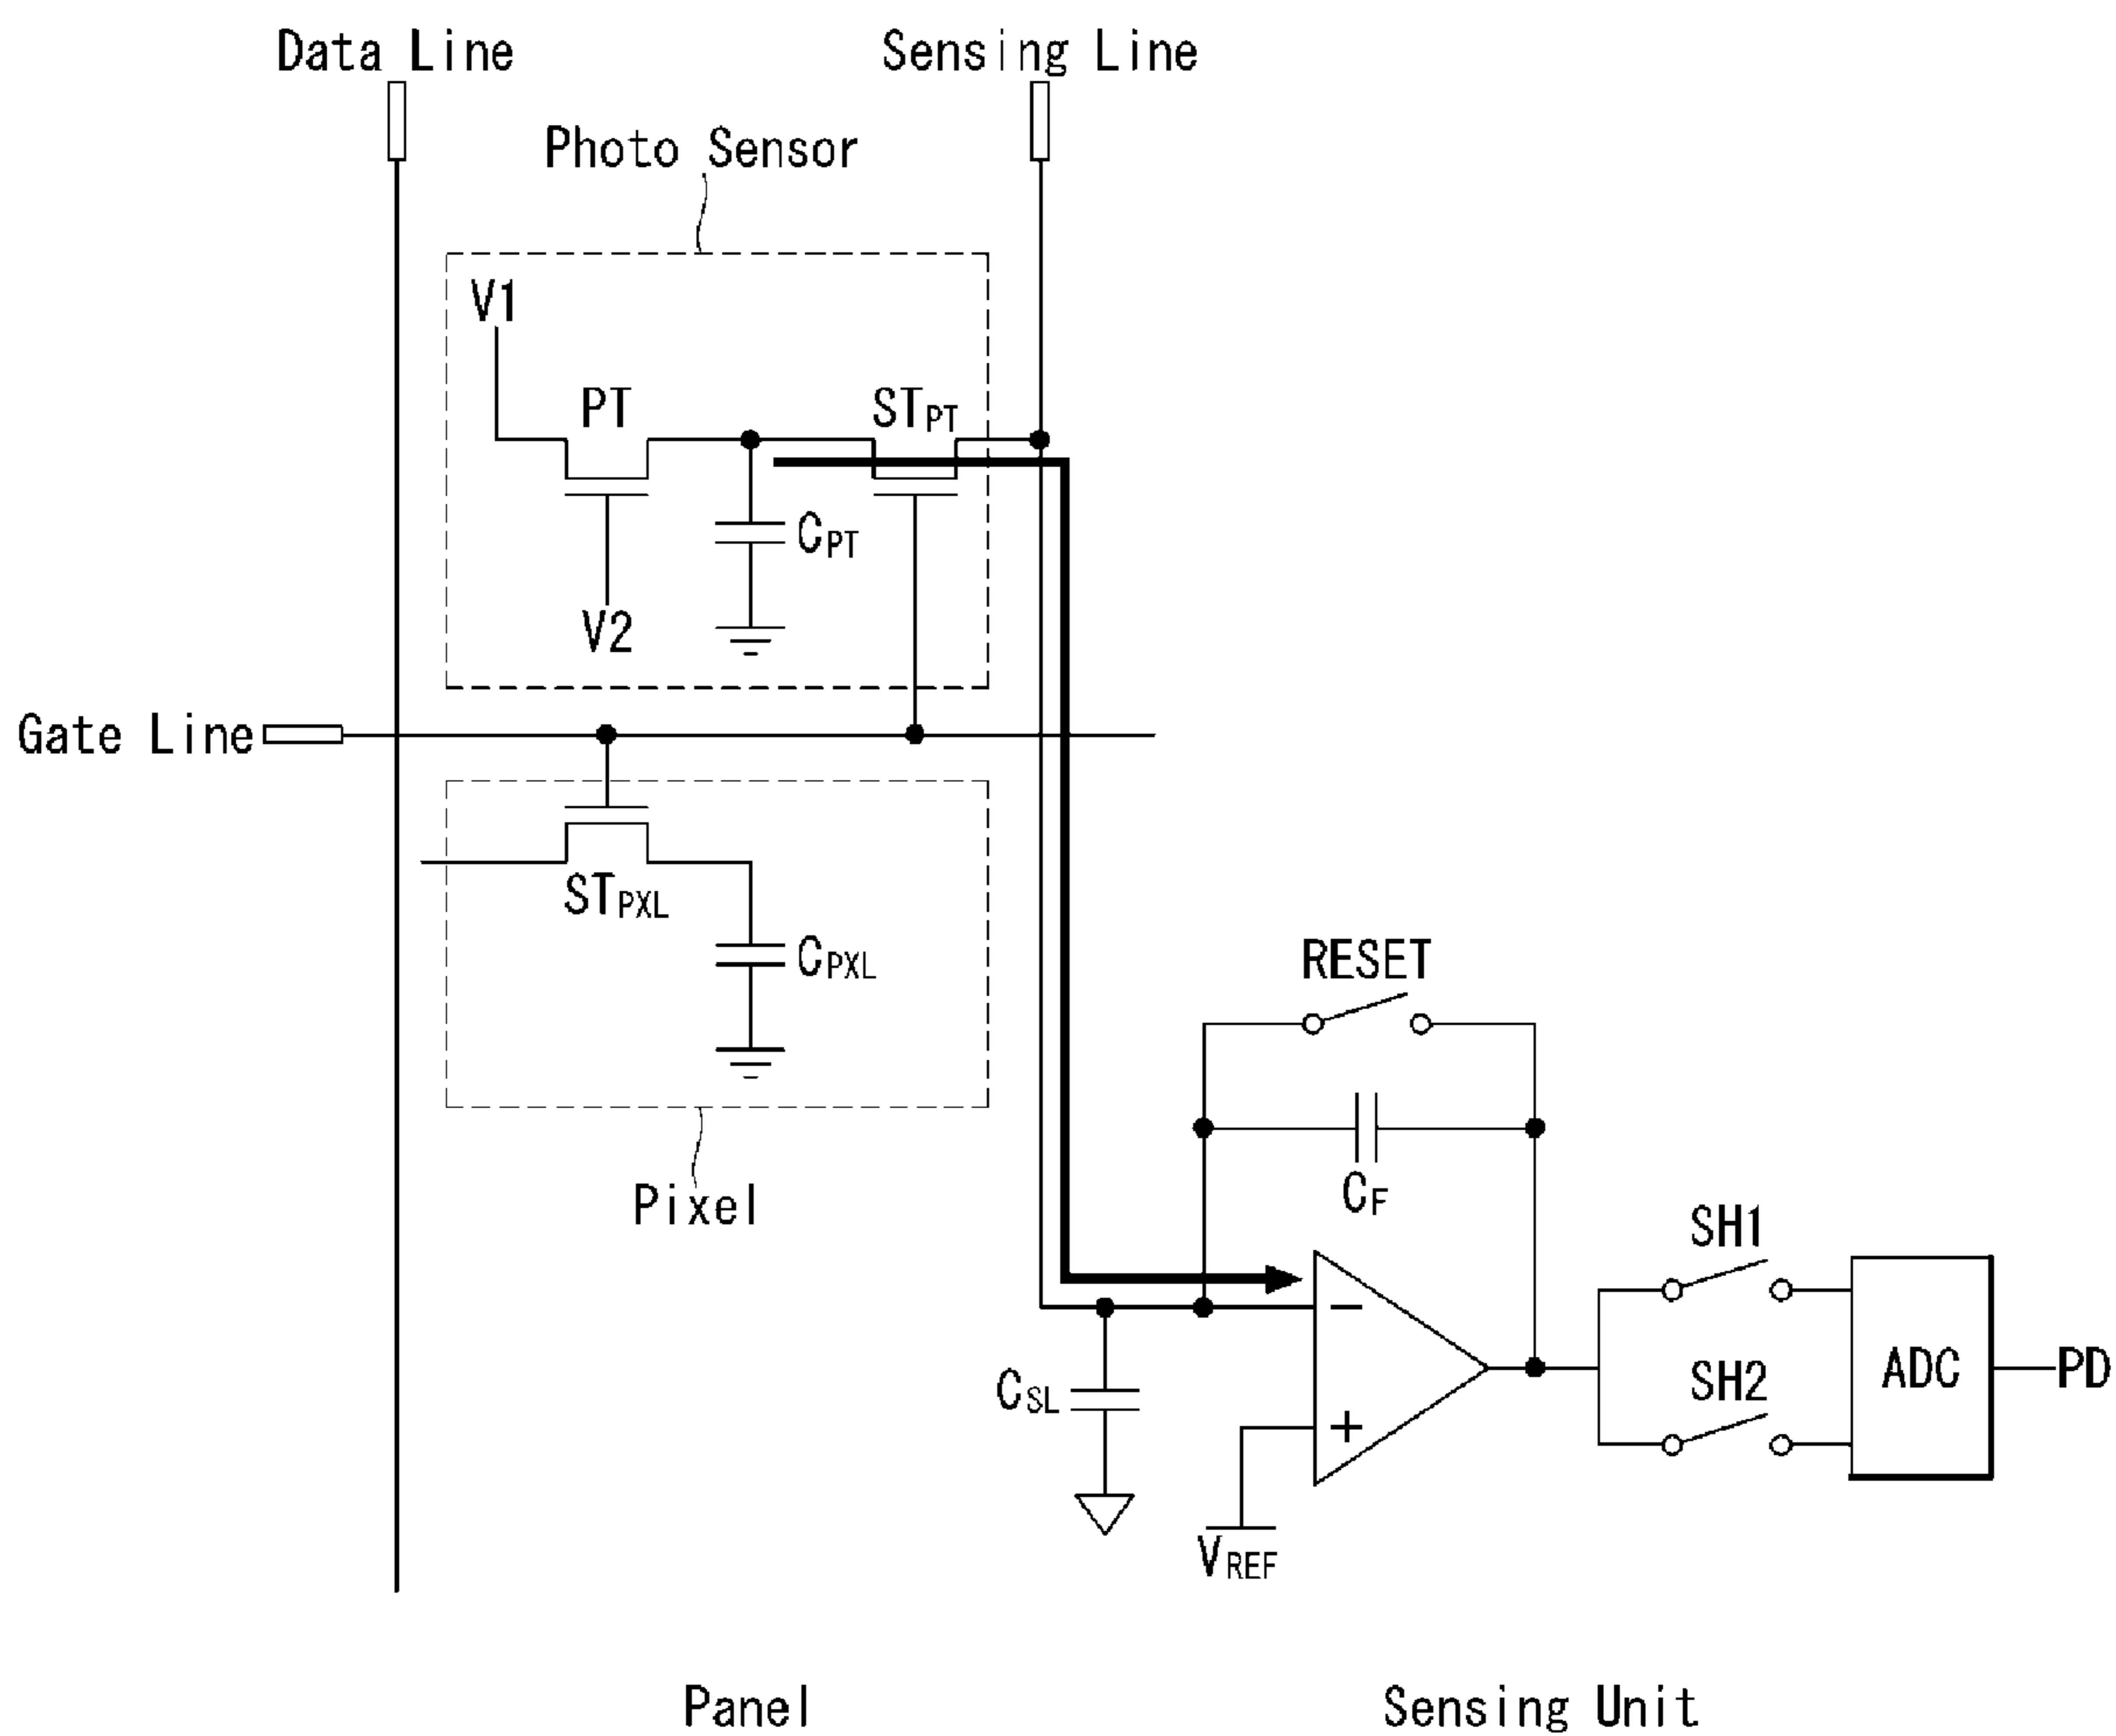 Data Line
Sensing Line
Photo Sensor
V1
PT
STPT
CPT
V2
Gate Line
STPXL
CPXL
RESET
Pixel
CF
SH1
CSL
−
+
SH2
ADC
PD
VREF
Panel
Sensing Unit